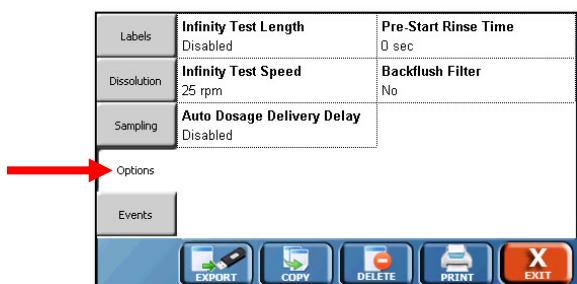 Labels
Dissolution
Sampling
Options
Events
Infinity Test Length
Disabled
Pre-Start Rinse Time
0 sec
Infinity Test Speed
25 rpm
Backflush Filter
No
Auto Dosage Delivery Delay
Disabled
EXPORT
COPY
DELETE
PRINT
X
EXIT